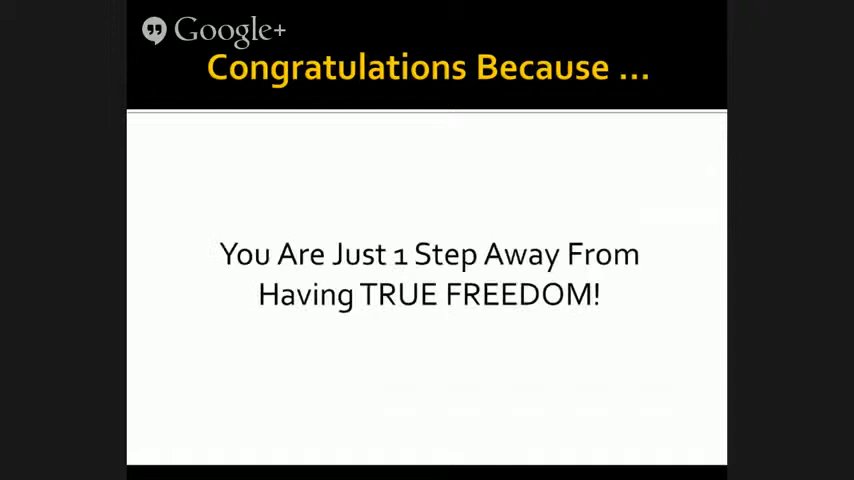 Google+
Congratulations Because ...
You Are Just 1 Step Away From
Having TRUE FREEDOM!